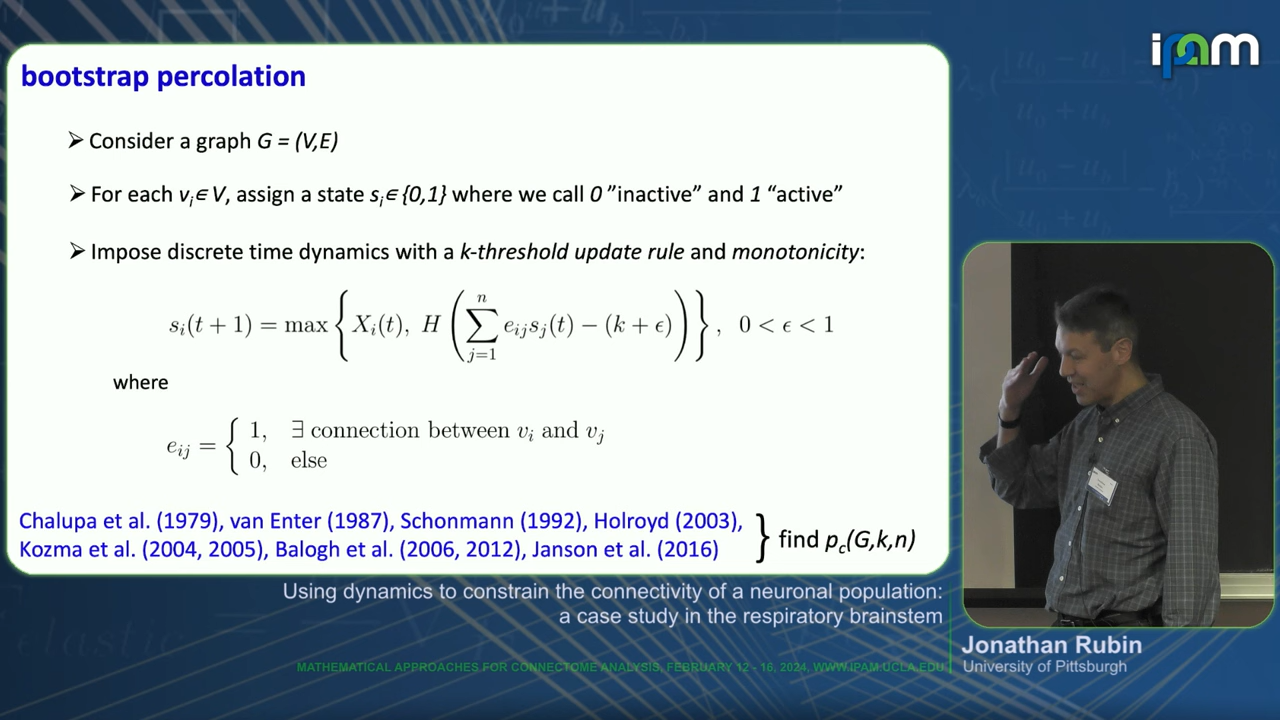 ipam
bootstrap percolation
➢ Consider a graph G = (V,E)
➢ For each vᵢ ∈ V, assign a state sᵢ ∈ {0,1} where we call 0 ”inactive” and 1 “active”
➢ Impose discrete time dynamics with a k-threshold update rule and monotonicity:
sᵢ(t + 1) = max { Xᵢ(t), H ( ∑ⁿⱼ₌₁ eᵢⱼsⱼ(t) − (k + ϵ) ) } , 0 < ϵ < 1
where
eᵢⱼ = { 1, ∃ connection between vᵢ and vⱼ
0, else
Chalupa et al. (1979), van Enter (1987), Schonmann (1992), Holroyd (2003),
Kozma et al. (2004, 2005), Balogh et al. (2006, 2012), Janson et al. (2016)
} find p_c(G,k,n)
Using dynamics to constrain the connectivity of a neuronal population:
a case study in the respiratory brainstem
Jonathan Rubin
University of Pittsburgh
MATHEMATICAL APPROACHES FOR CONNECTOME ANALYSIS, FEBRUARY 12 - 16, 2024, WWW.IPAM.UCLA.EDU